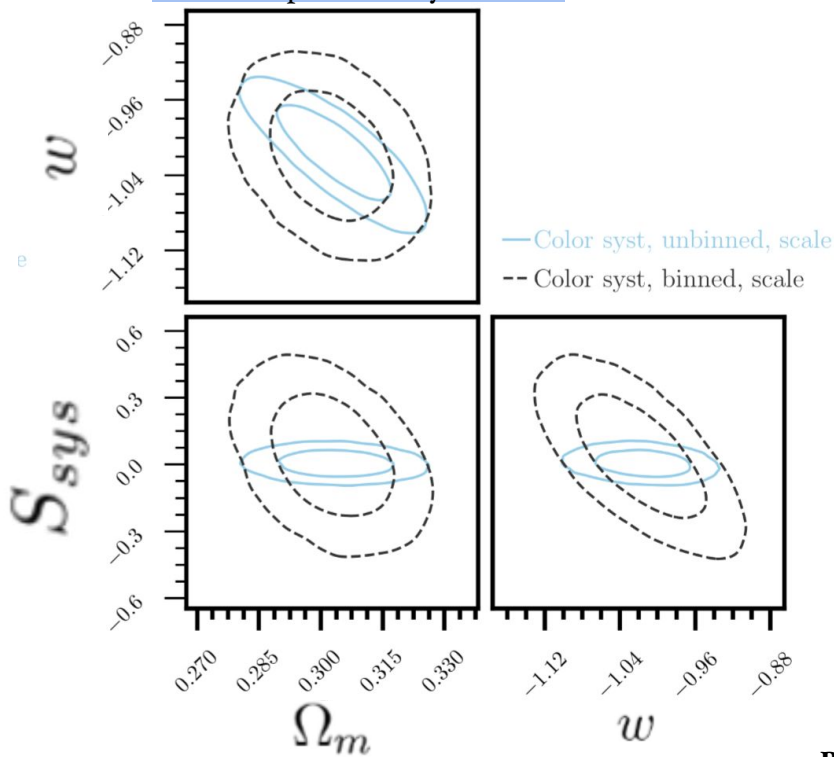 −0.88
−0.96
−1.04
−1.12
w
e
Color syst, unbinned, scale
Color syst, binned, scale
0.6
0.3
0.0
−0.3
−0.6
S_sys
0.270
0.285
0.300
0.315
0.330
Ω_m
−1.12
−1.04
−0.96
−0.88
w